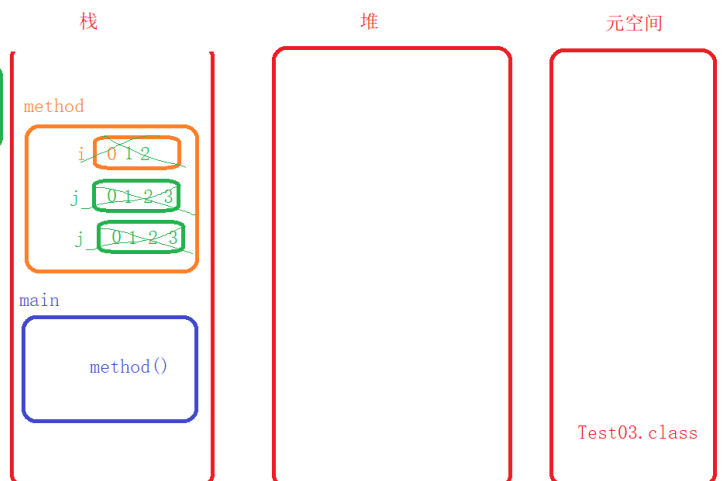 栈
堆
元空间
method
i 0 1 2
j 0 1 2 3
j 0 1 2 3
main
method()
Test03.class